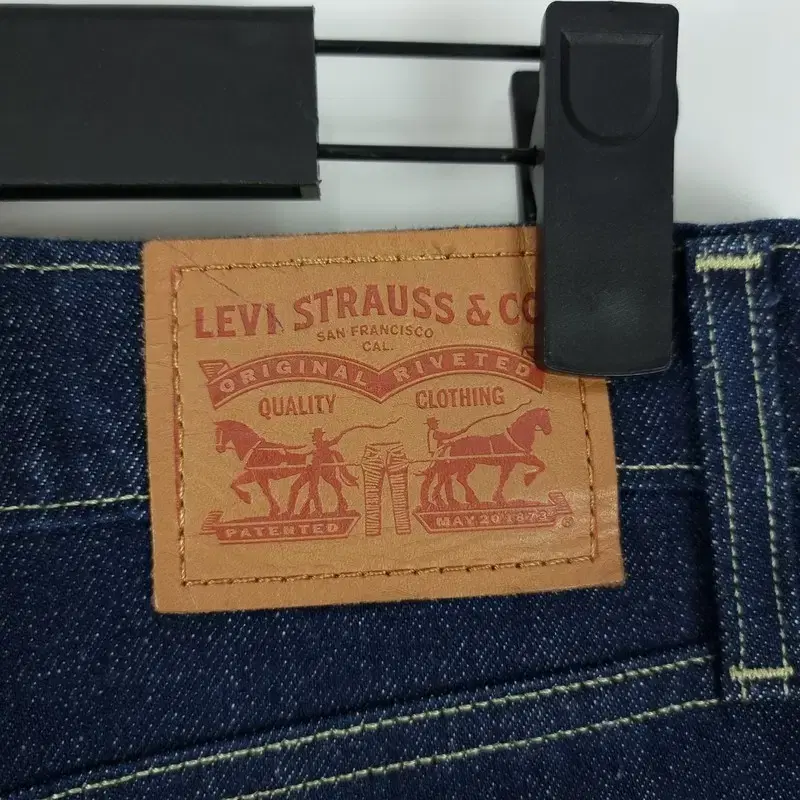 LEVI STRAUSS & CO
SAN FRANCISCO
CAL.
ORIGINAL RIVETED
QUALITY CLOTHING
PATENTED MAY 20 1873 ®